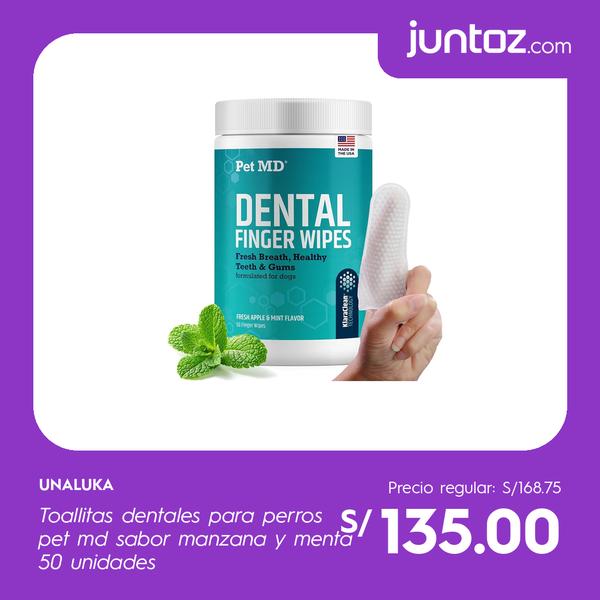 juntoz.com
MADE IN
THE USA
Pet MD®
DENTAL
FINGER WIPES
Fresh Breath, Healthy
Teeth & Gums
formulated for dogs
KlaraClean
TECHNOLOGY
FRESH APPLE & MINT FLAVOR
50 Finger Wipes
UNALUKA
Toallitas dentales para perros
pet md sabor manzana y menta
50 unidades
Precio regular: S/168.75
S/ 135.00